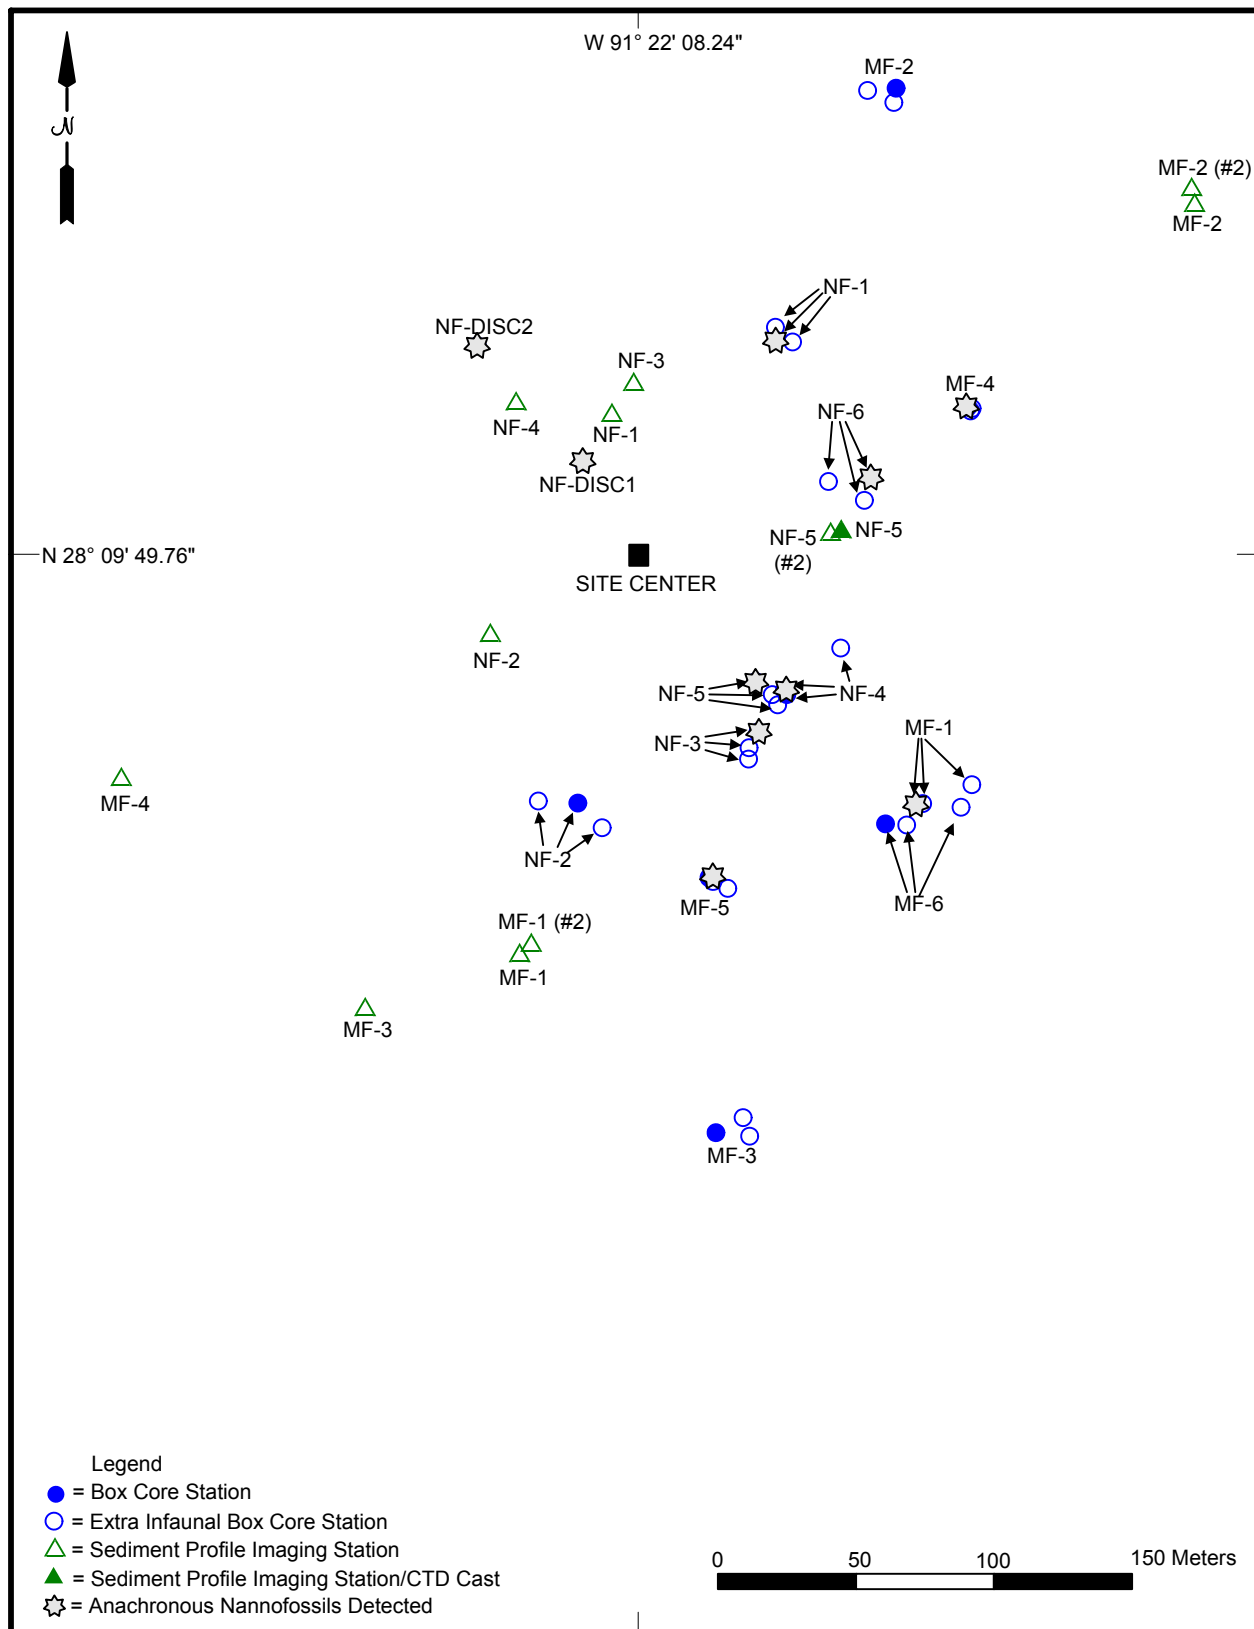 W 91° 22' 08.24"
MF-2
N
MF-2 (#2)
MF-2
NF-1
NF-DISC2
NF-3
MF-4
NF-4
NF-1
NF-6
NF-DISC1
NF-5
NF-5
(#2)
N 28° 09' 49.76"
SITE CENTER
NF-2
NF-5
NF-4
NF-3
MF-1
MF-4
NF-2
MF-5
MF-6
MF-1 (#2)
MF-1
MF-3
MF-3
Legend
= Box Core Station
= Extra Infaunal Box Core Station
= Sediment Profile Imaging Station
= Sediment Profile Imaging Station/CTD Cast
= Anachronous Nannofossils Detected
0 50 100 150 Meters